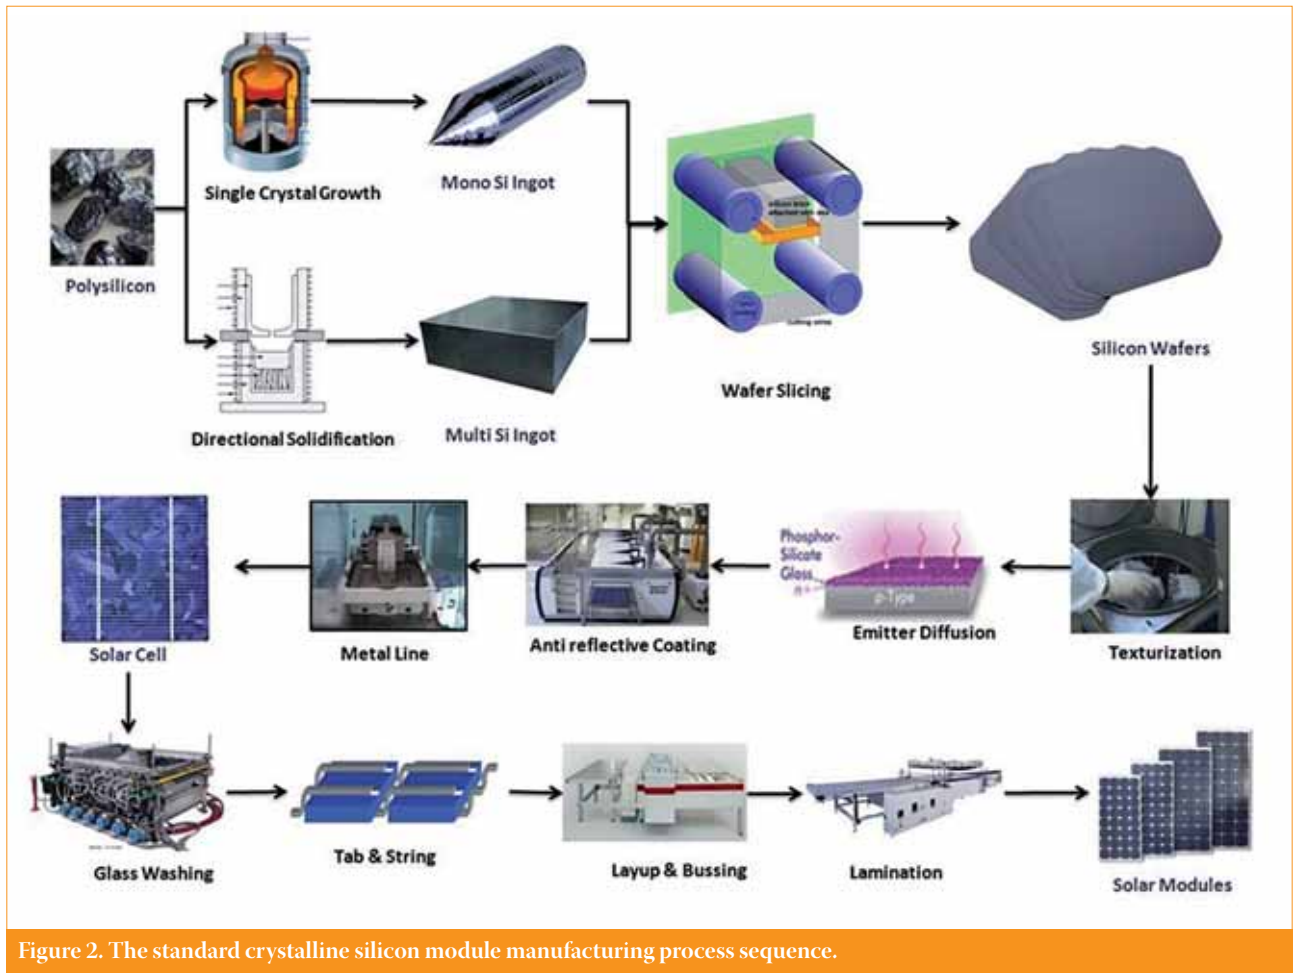 Polysilicon
Single Crystal Growth
Mono Si Ingot
Directional Solidification
Multi Si Ingot
Wafer Slicing
Silicon Wafers
Texturization
Phosphor-
Silicate
Glass
p-Type
Emitter Diffusion
Anti reflective Coating
Metal Line
Solar Cell
Glass Washing
Tab & String
Layup & Bussing
Lamination
Solar Modules
Figure 2. The standard crystalline silicon module manufacturing process sequence.